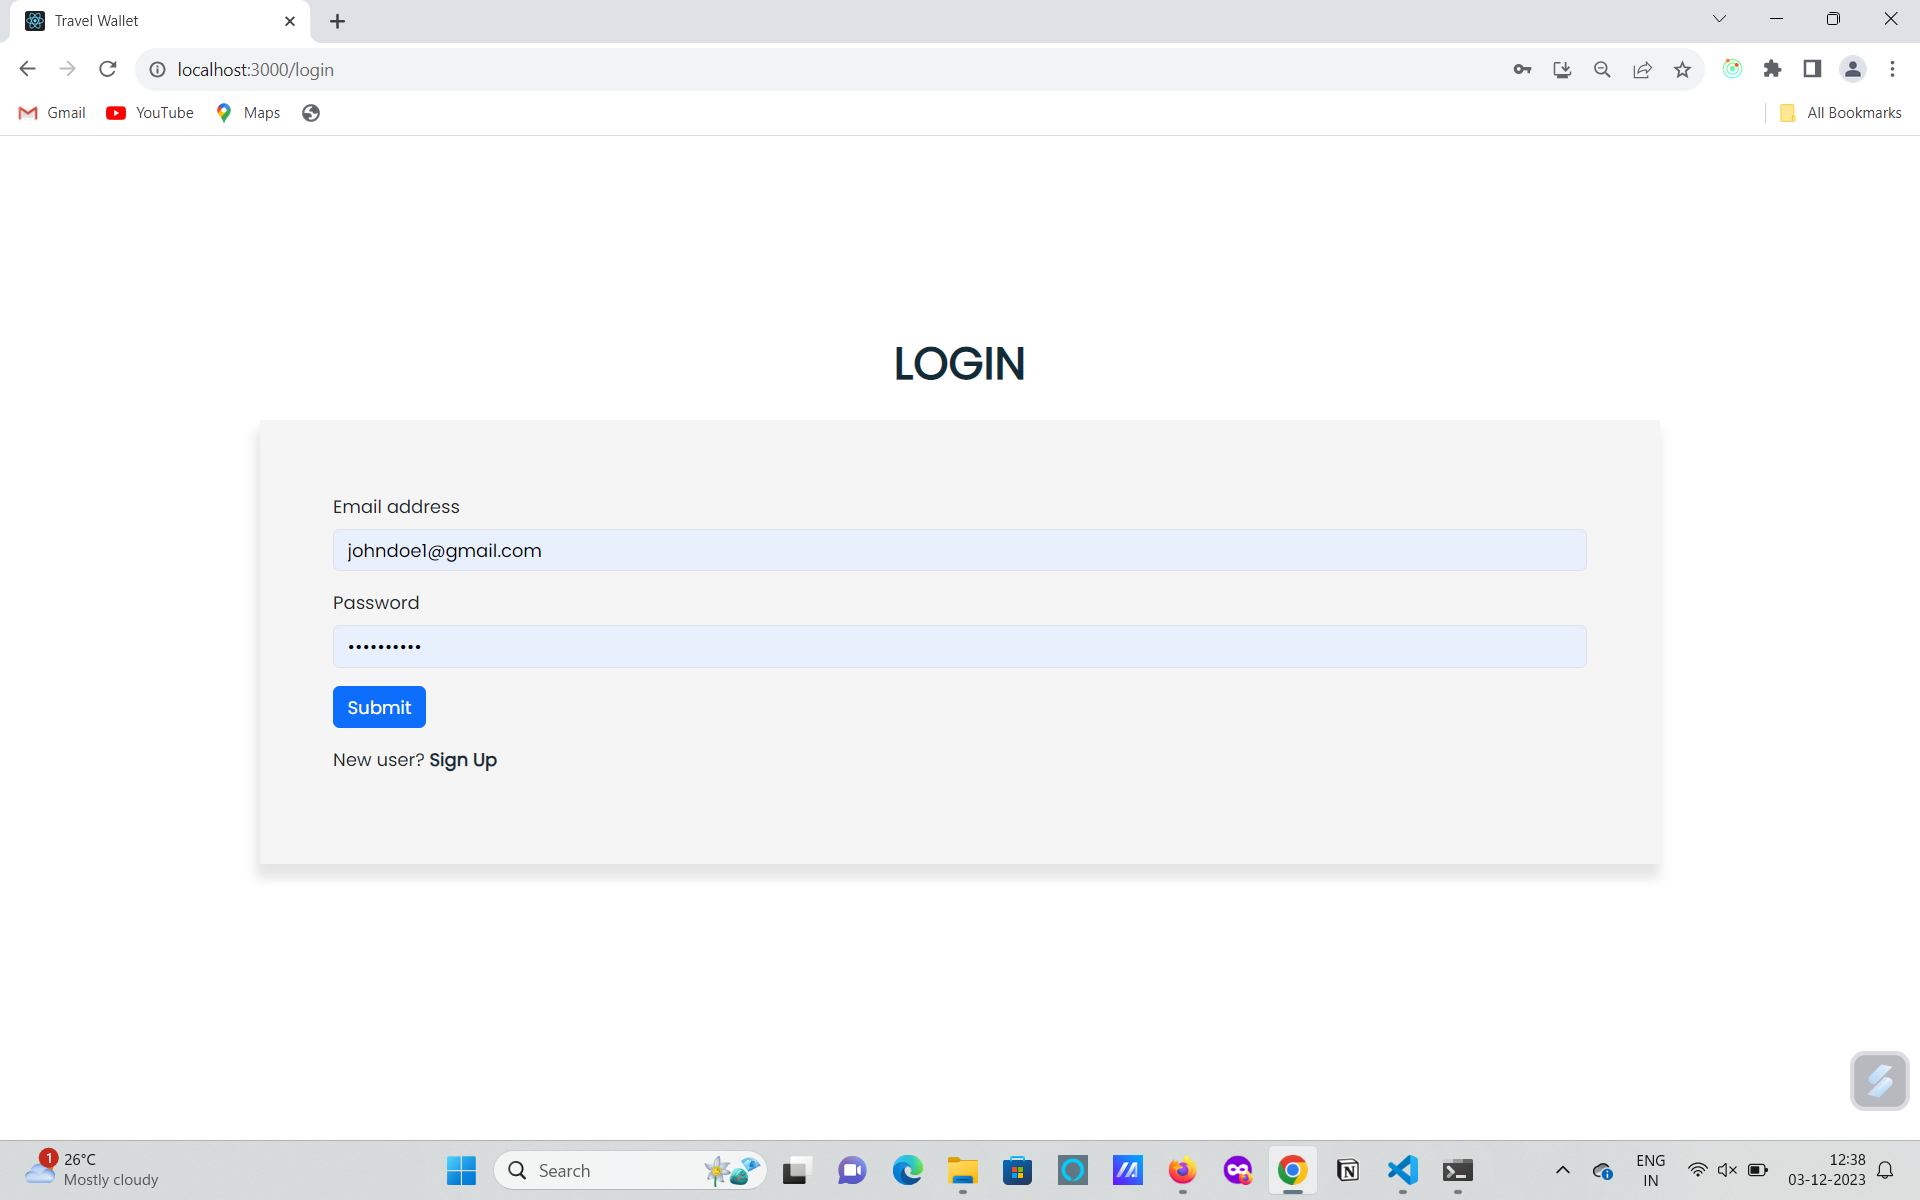 Travel Wallet
localhost:3000/login
Gmail YouTube Maps All Bookmarks
LOGIN
Email address
johndoe1@gmail.com
Password
••••••••••
Submit
New user? Sign Up
1 26°C
Mostly cloudy
Search
ENG
IN
12:38
03-12-2023